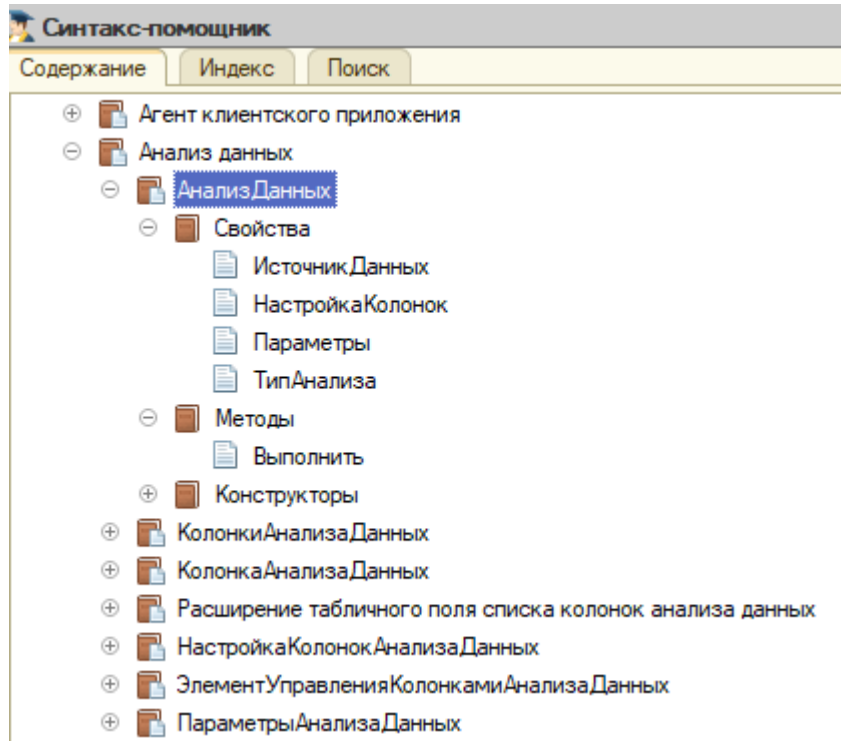 Синтакс-помощник
Содержание Индекс Поиск
Агент клиентского приложения
Анализ данных
АнализДанных
Свойства
ИсточникДанных
НастройкаКолонок
Параметры
ТипАнализа
Методы
Выполнить
Конструкторы
КолонкиАнализаДанных
КолонкаАнализаДанных
Расширение табличного поля списка колонок анализа данных
НастройкаКолонокАнализаДанных
ЭлементУправленияКолонкамиАнализаДанных
ПараметрыАнализаДанных